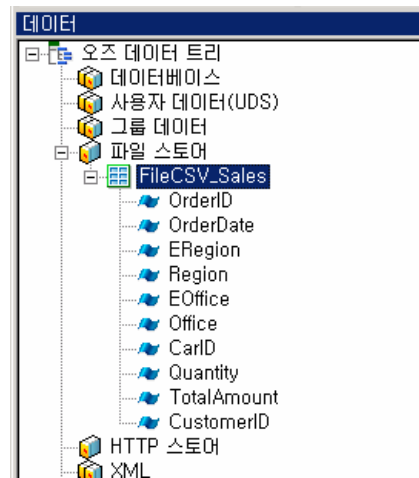 데이터
오즈 데이터 트리
데이터베이스
사용자 데이터(UDS)
그룹 데이터
파일 스토어
FileCSV_Sales
OrderID
OrderDate
ERegion
Region
EOffice
Office
CarID
Quantity
TotalAmount
CustomerID
HTTP 스토어
XML